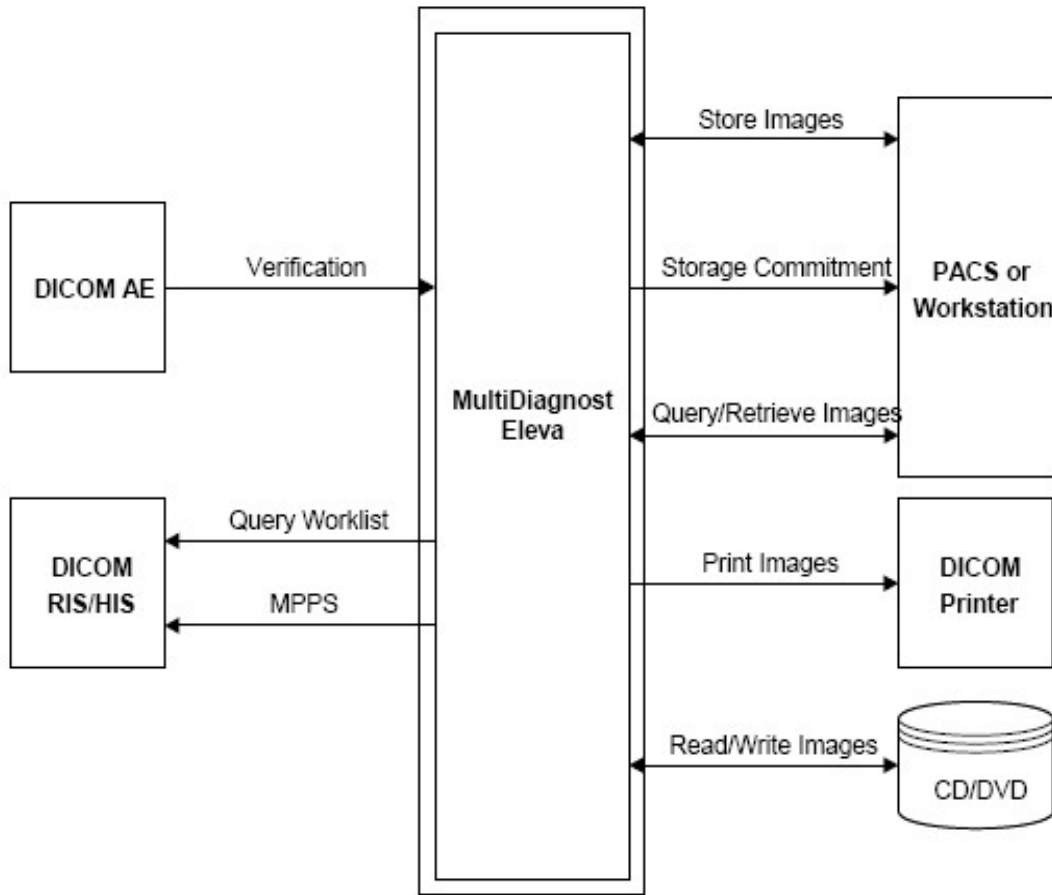 Store Images
Verification
DICOM AE
Storage Commitment
PACS or
Workstation
MultiDiagnost
Eleva
Query/Retrieve Images
Query Worklist
DICOM
RIS/HIS
MPPS
Print Images
DICOM
Printer
Read/Write Images
CD/DVD